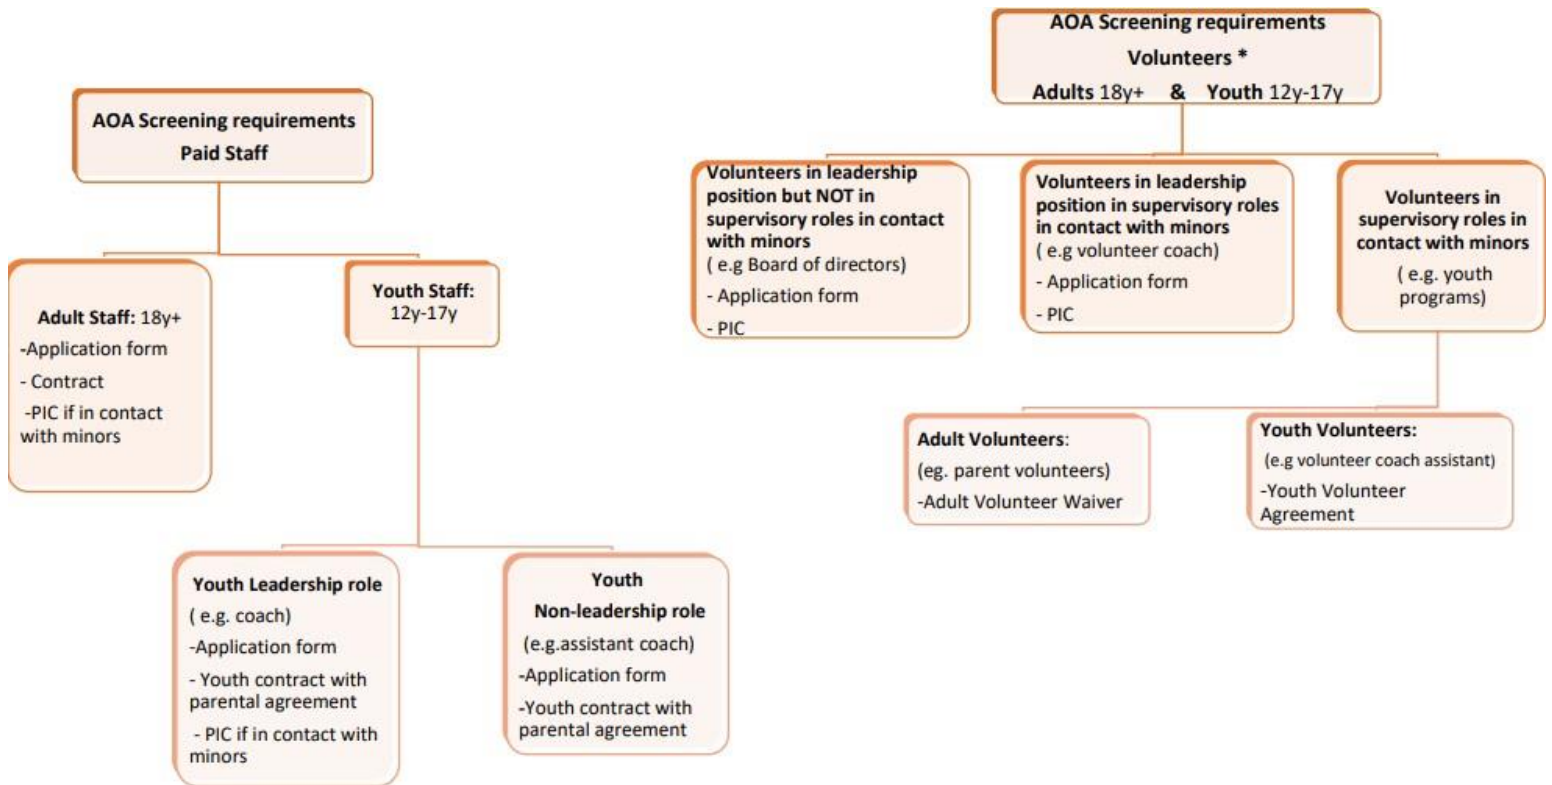 AOA Screening requirements
Paid Staff
Adult Staff: 18y+
-Application form
- Contract
-PIC if in contact
with minors
Youth Staff:
12y-17y
Youth Leadership role
( e.g. coach)
-Application form
- Youth contract with
parental agreement
- PIC if in contact with
minors
Youth
Non-leadership role
(e.g.assistant coach)
-Application form
-Youth contract with
parental agreement
AOA Screening requirements
Volunteers *
Adults 18y+ & Youth 12y-17y
Volunteers in leadership
position but NOT in
supervisory roles in contact
with minors
( e.g Board of directors)
- Application form
- PIC
Volunteers in leadership
position in supervisory roles
in contact with minors
( e.g volunteer coach)
- Application form
- PIC
Volunteers in
supervisory roles in
contact with minors
( e.g. youth
programs)
Adult Volunteers:
(eg. parent volunteers)
-Adult Volunteer Waiver
Youth Volunteers:
(e.g volunteer coach assistant)
-Youth Volunteer
Agreement